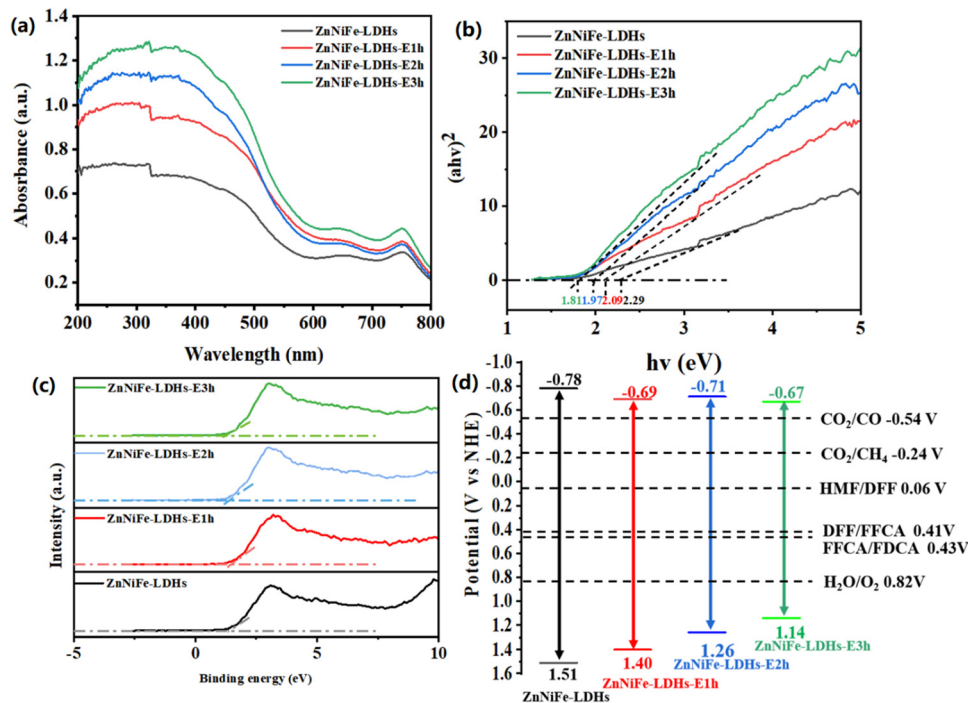 (a)
ZnNiFe-LDHs
ZnNiFe-LDHs-E1h
ZnNiFe-LDHs-E2h
ZnNiFe-LDHs-E3h
Absorbance (a.u.)
1.4
1.2
1.0
0.8
0.6
0.4
0.2
200 300 400 500 600 700 800
Wavelength (nm)
(b)
ZnNiFe-LDHs
ZnNiFe-LDHs-E1h
ZnNiFe-LDHs-E2h
ZnNiFe-LDHs-E3h
(ahv)²
30
20
10
0
1.81 1.97 2.09 2.29
1 2 3 4 5
hv (eV)
(c)
ZnNiFe-LDHs-E3h
ZnNiFe-LDHs-E2h
ZnNiFe-LDHs-E1h
ZnNiFe-LDHs
Intensity (a.u.)
-5 0 5 10
Binding energy (eV)
(d)
Potential (V vs NHE)
-1.0
-0.8
-0.6
-0.4
-0.2
0.0
0.2
0.4
0.6
0.8
1.0
1.2
1.4
1.6
-0.78
-0.69
-0.71
-0.67
CO₂/CO -0.54 V
CO₂/CH₄ -0.24 V
HMF/DFF 0.06 V
DFF/FFCA 0.41V
FFCA/FDCA 0.43V
H₂O/O₂ 0.82V
1.14
ZnNiFe-LDHs-E3h
1.26
ZnNiFe-LDHs-E2h
1.40
ZnNiFe-LDHs-E1h
1.51
ZnNiFe-LDHs